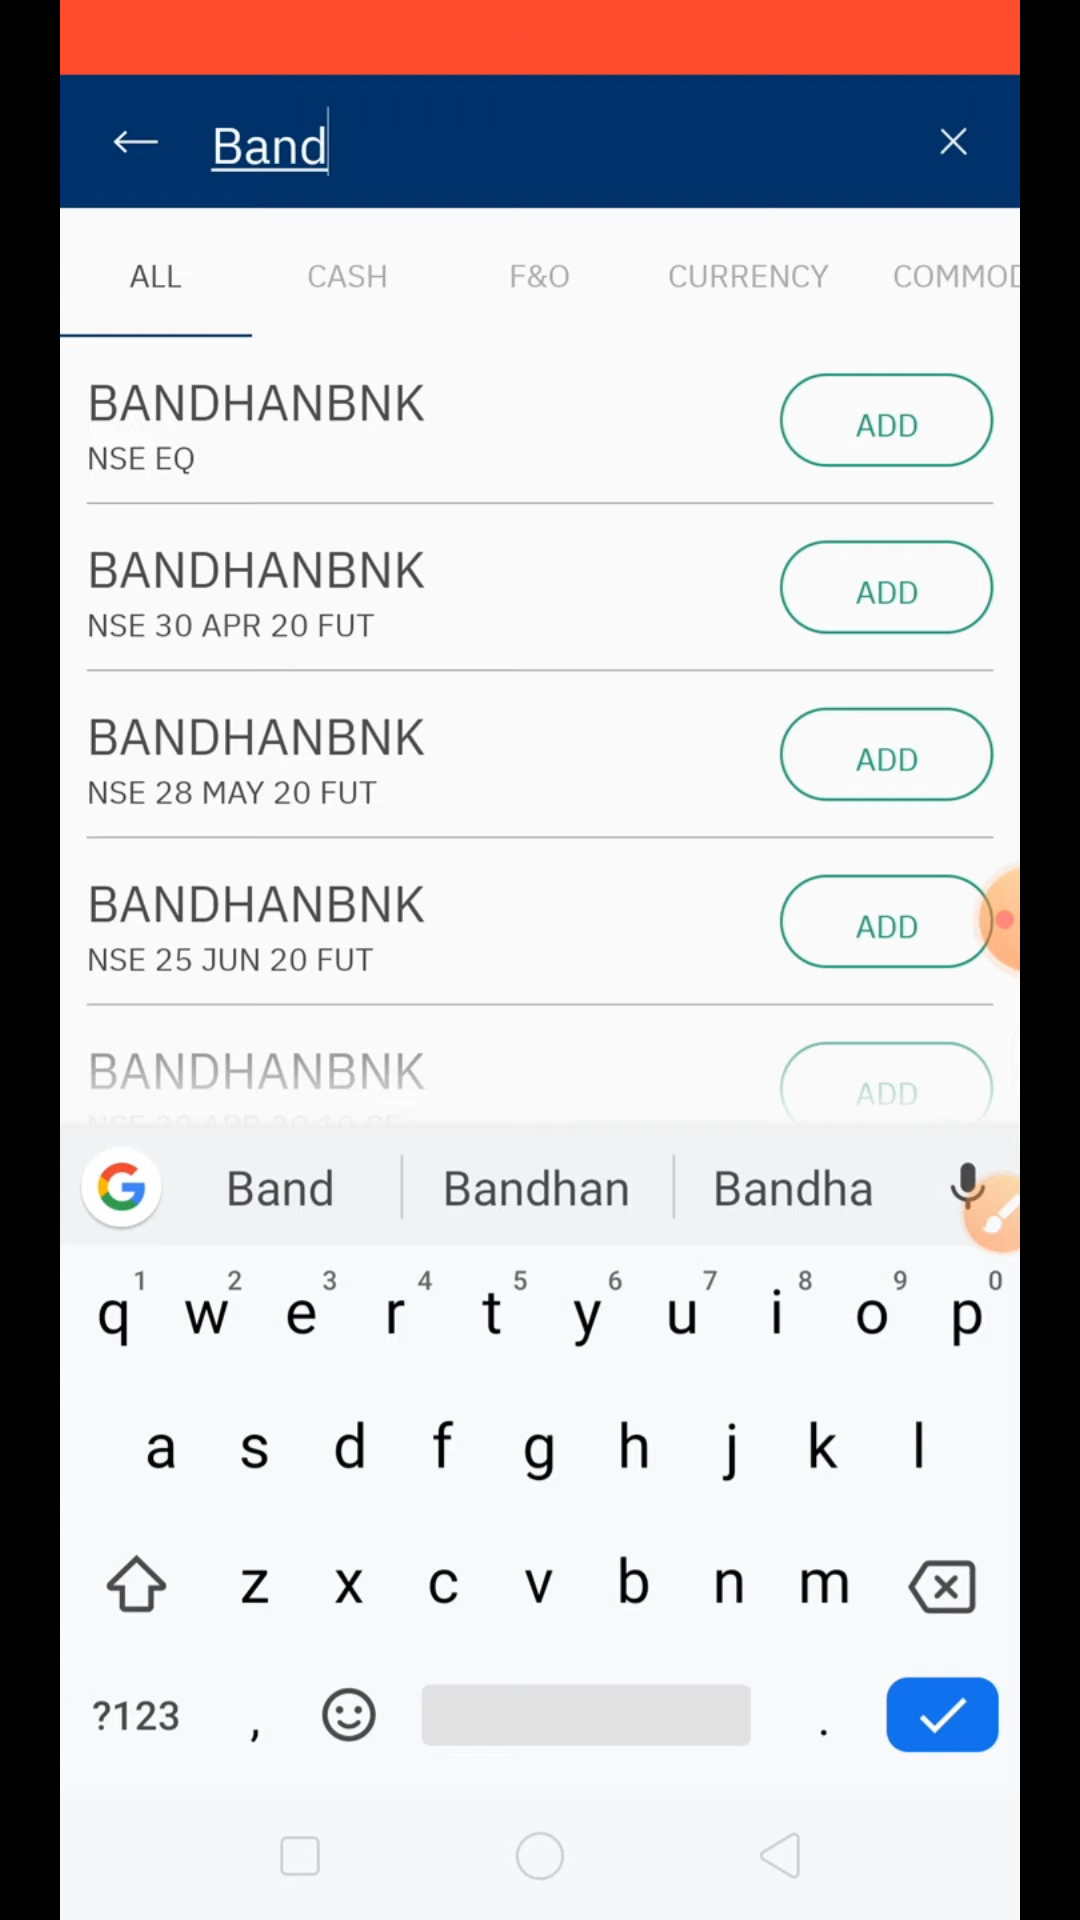 Band
ALL CASH F&O CURRENCY COMMOD
BANDHANBNK
NSE EQ
ADD
BANDHANBNK
NSE 30 APR 20 FUT
ADD
BANDHANBNK
NSE 28 MAY 20 FUT
ADD
BANDHANBNK
NSE 25 JUN 20 FUT
ADD
BANDHANBNK
ADD
Band Bandhan Bandha
1 2 3 4 5 6 7 8 9 0
q w e r t y u i o p
a s d f g h j k l
z x c v b n m
?123 , .